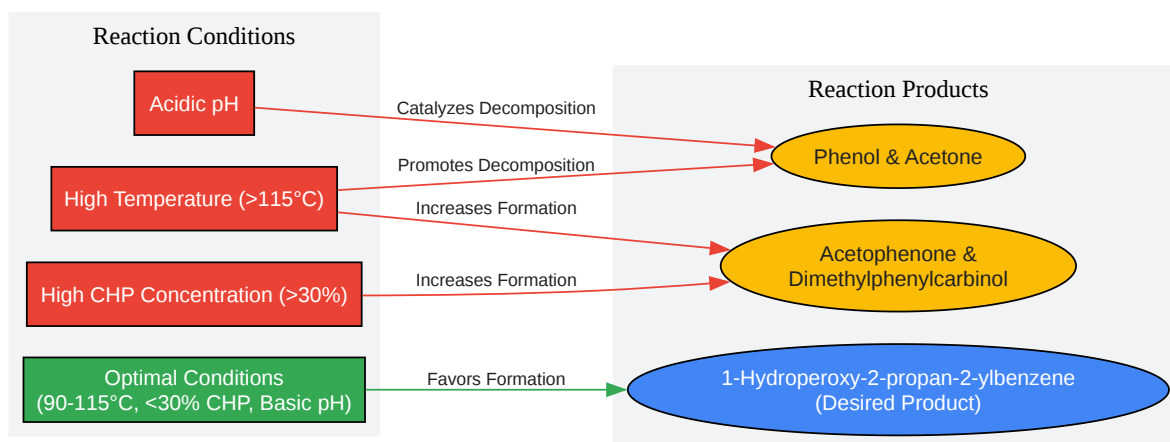 Reaction Conditions
Reaction Products
Acidic pH
Catalyzes Decomposition
Phenol & Acetone
High Temperature (>115°C)
Promotes Decomposition
Increases Formation
Acetophenone &
Dimethylphenylcarbinol
High CHP Concentration (>30%)
Increases Formation
Optimal Conditions
(90-115°C, <30% CHP, Basic pH)
Favors Formation
1-Hydroperoxy-2-propan-2-ylbenzene
(Desired Product)